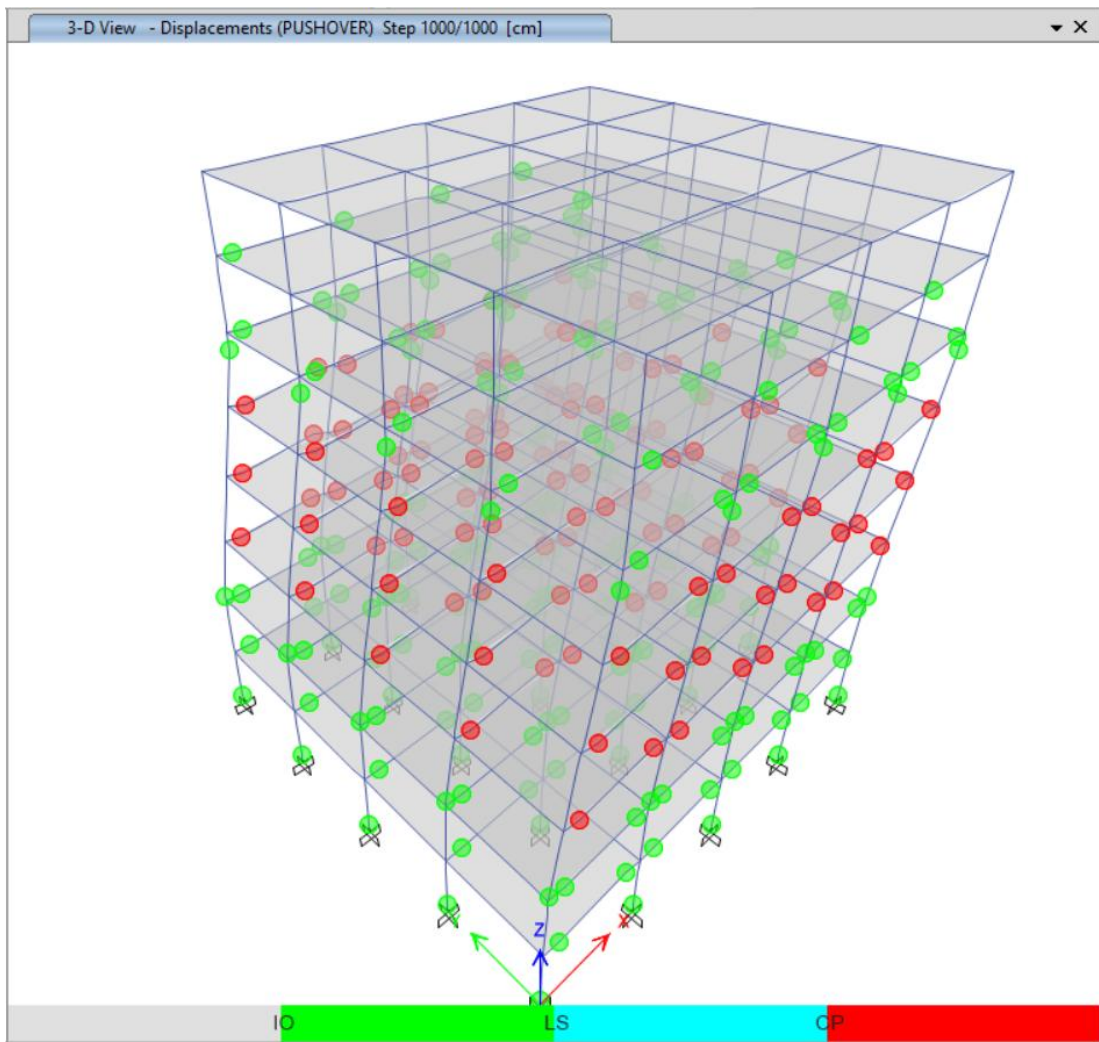 3-D View - Displacements (PUSHOVER) Step 1000/1000 [cm]
Z
Y
X
IO LS CP